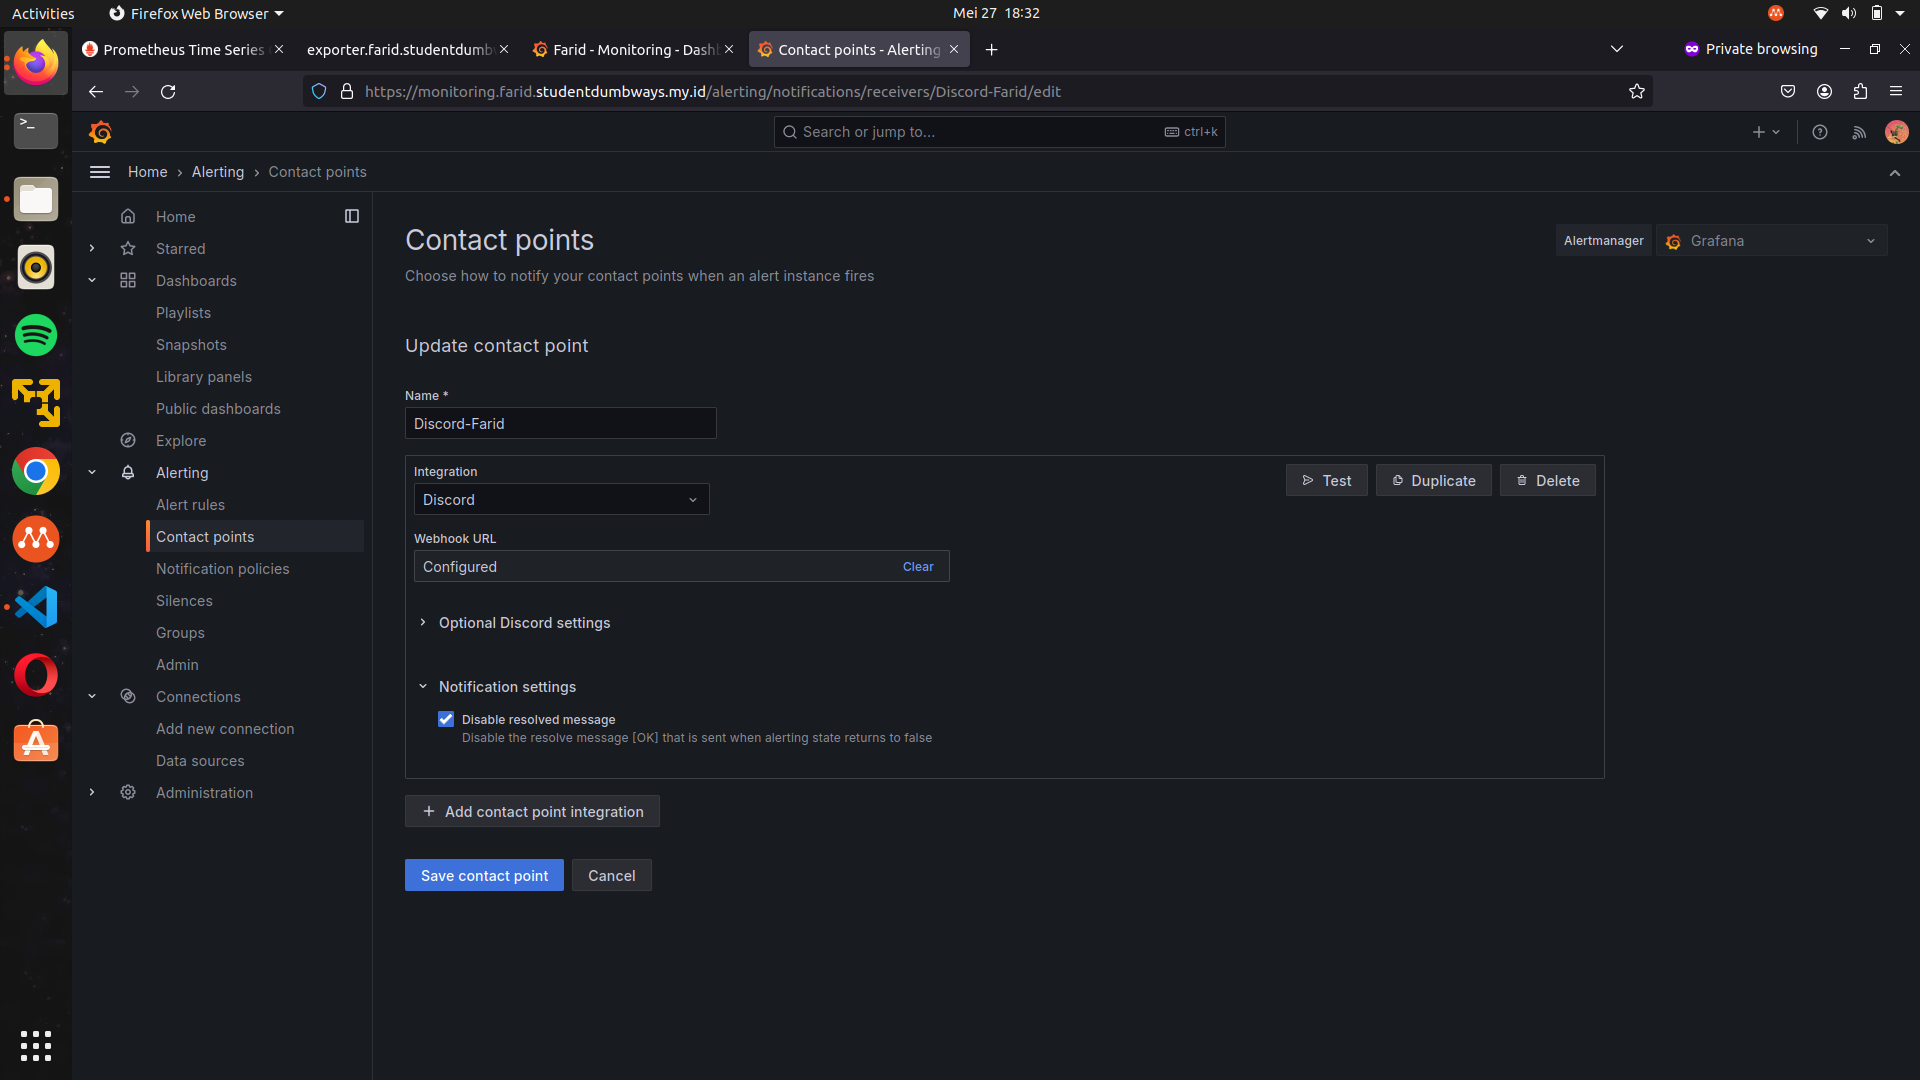 Activities
Firefox Web Browser
Mei 27 18:32
Prometheus Time Series
exporter.farid.studentdumb
Farid - Monitoring - Dash
Contact points - Alerting
Private browsing
https://monitoring.farid.studentdumbways.my.id/alerting/notifications/receivers/Discord-Farid/edit
Search or jump to...
ctrl+k
Home › Alerting › Contact points
Home
Starred
Dashboards
Playlists
Snapshots
Library panels
Public dashboards
Explore
Alerting
Alert rules
Contact points
Notification policies
Silences
Groups
Admin
Connections
Add new connection
Data sources
Administration
Contact points
Choose how to notify your contact points when an alert instance fires
Alertmanager
Grafana
Update contact point
Name *
Discord-Farid
Integration
Discord
Test
Duplicate
Delete
Webhook URL
Configured
Clear
Optional Discord settings
Notification settings
Disable resolved message
Disable the resolve message [OK] that is sent when alerting state returns to false
Add contact point integration
Save contact point
Cancel